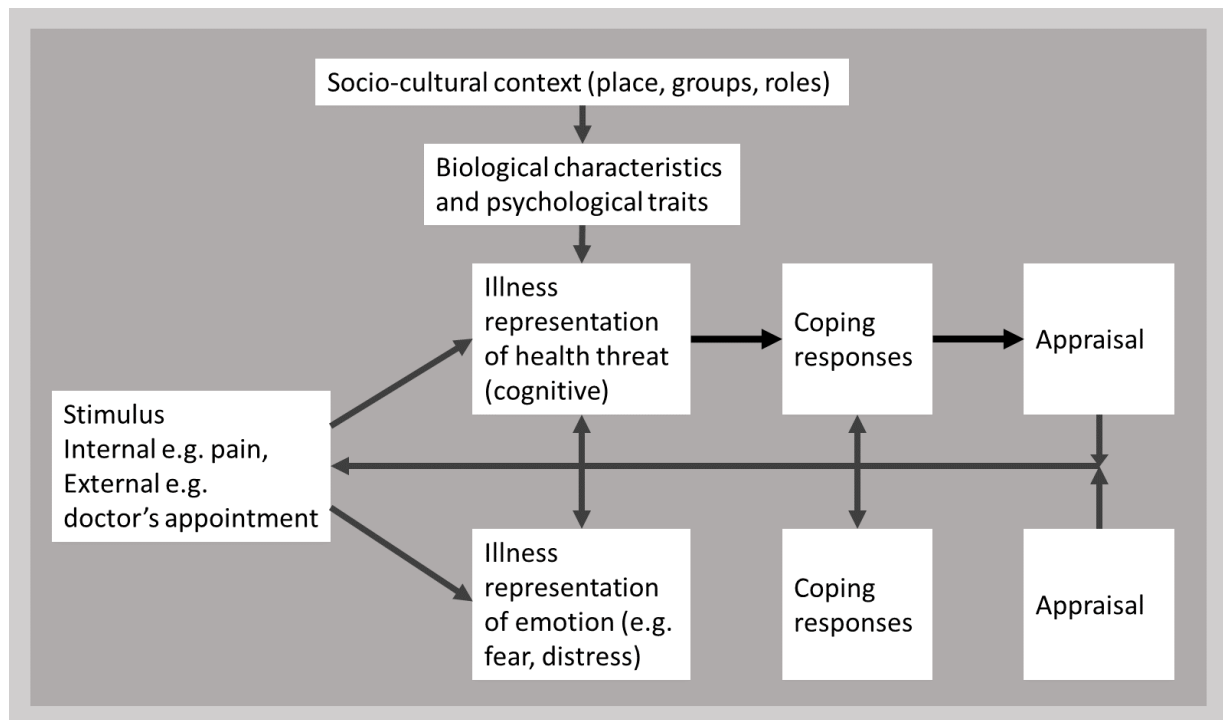 Socio-cultural context (place, groups, roles)
Biological characteristics
and psychological traits
Illness
representation
of health threat
(cognitive)
Coping
responses
Appraisal
Stimulus
Internal e.g. pain,
External e.g.
doctor’s appointment
Illness
representation
of emotion (e.g.
fear, distress)
Coping
responses
Appraisal